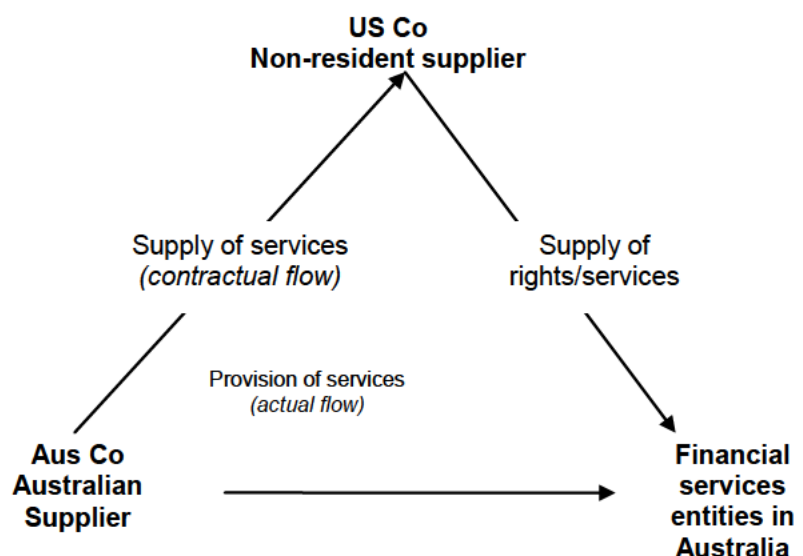 US Co
Non-resident supplier
Supply of services
(contractual flow)
Supply of
rights/services
Provision of services
(actual flow)
Aus Co
Australian
Supplier
Financial
services
entities in
Australia